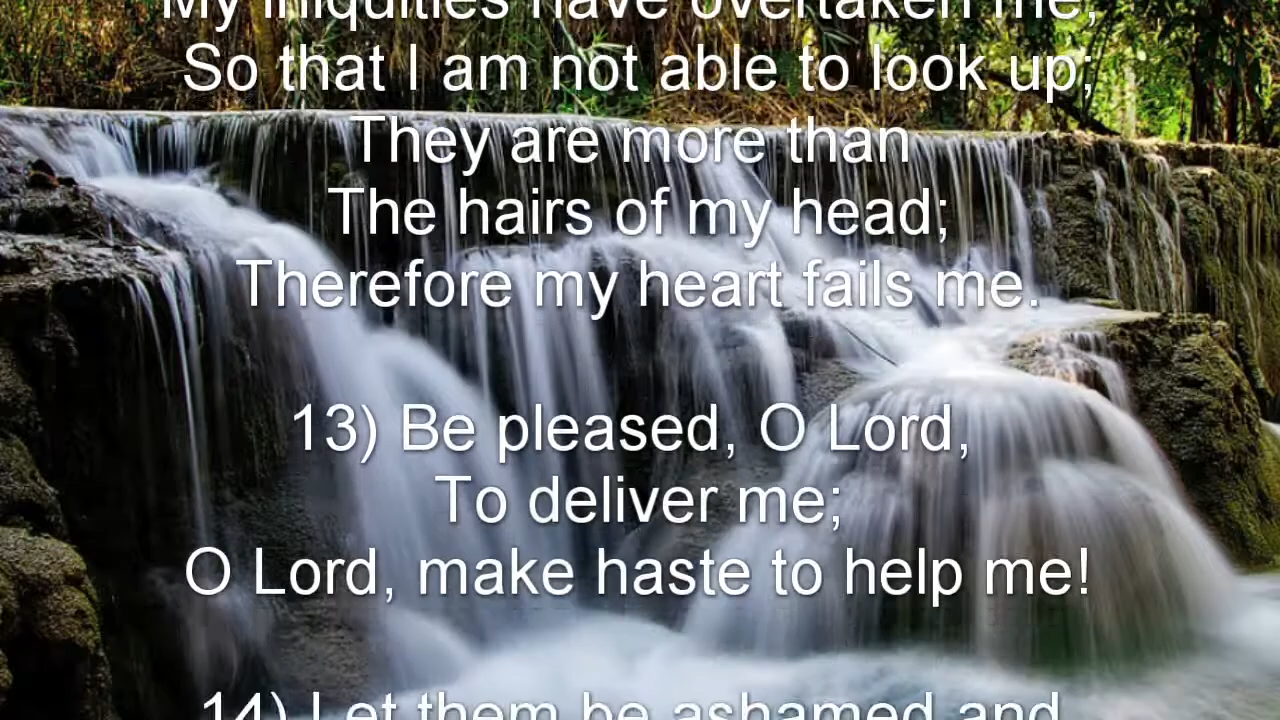 My iniquities have overtaken me,
So that I am not able to look up;
They are more than
The hairs of my head;
Therefore my heart fails me.
13) Be pleased, O Lord,
To deliver me;
O Lord, make haste to help me!
14) Let them be ashamed and